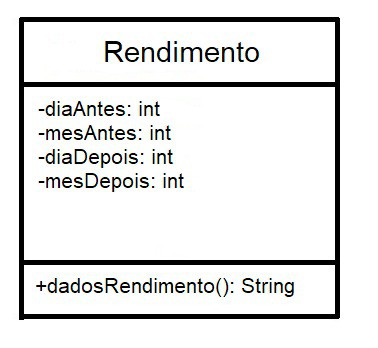 Rendimento
-diaAntes: int
-mesAntes: int
-diaDepois: int
-mesDepois: int
+dadosRendimento(): String